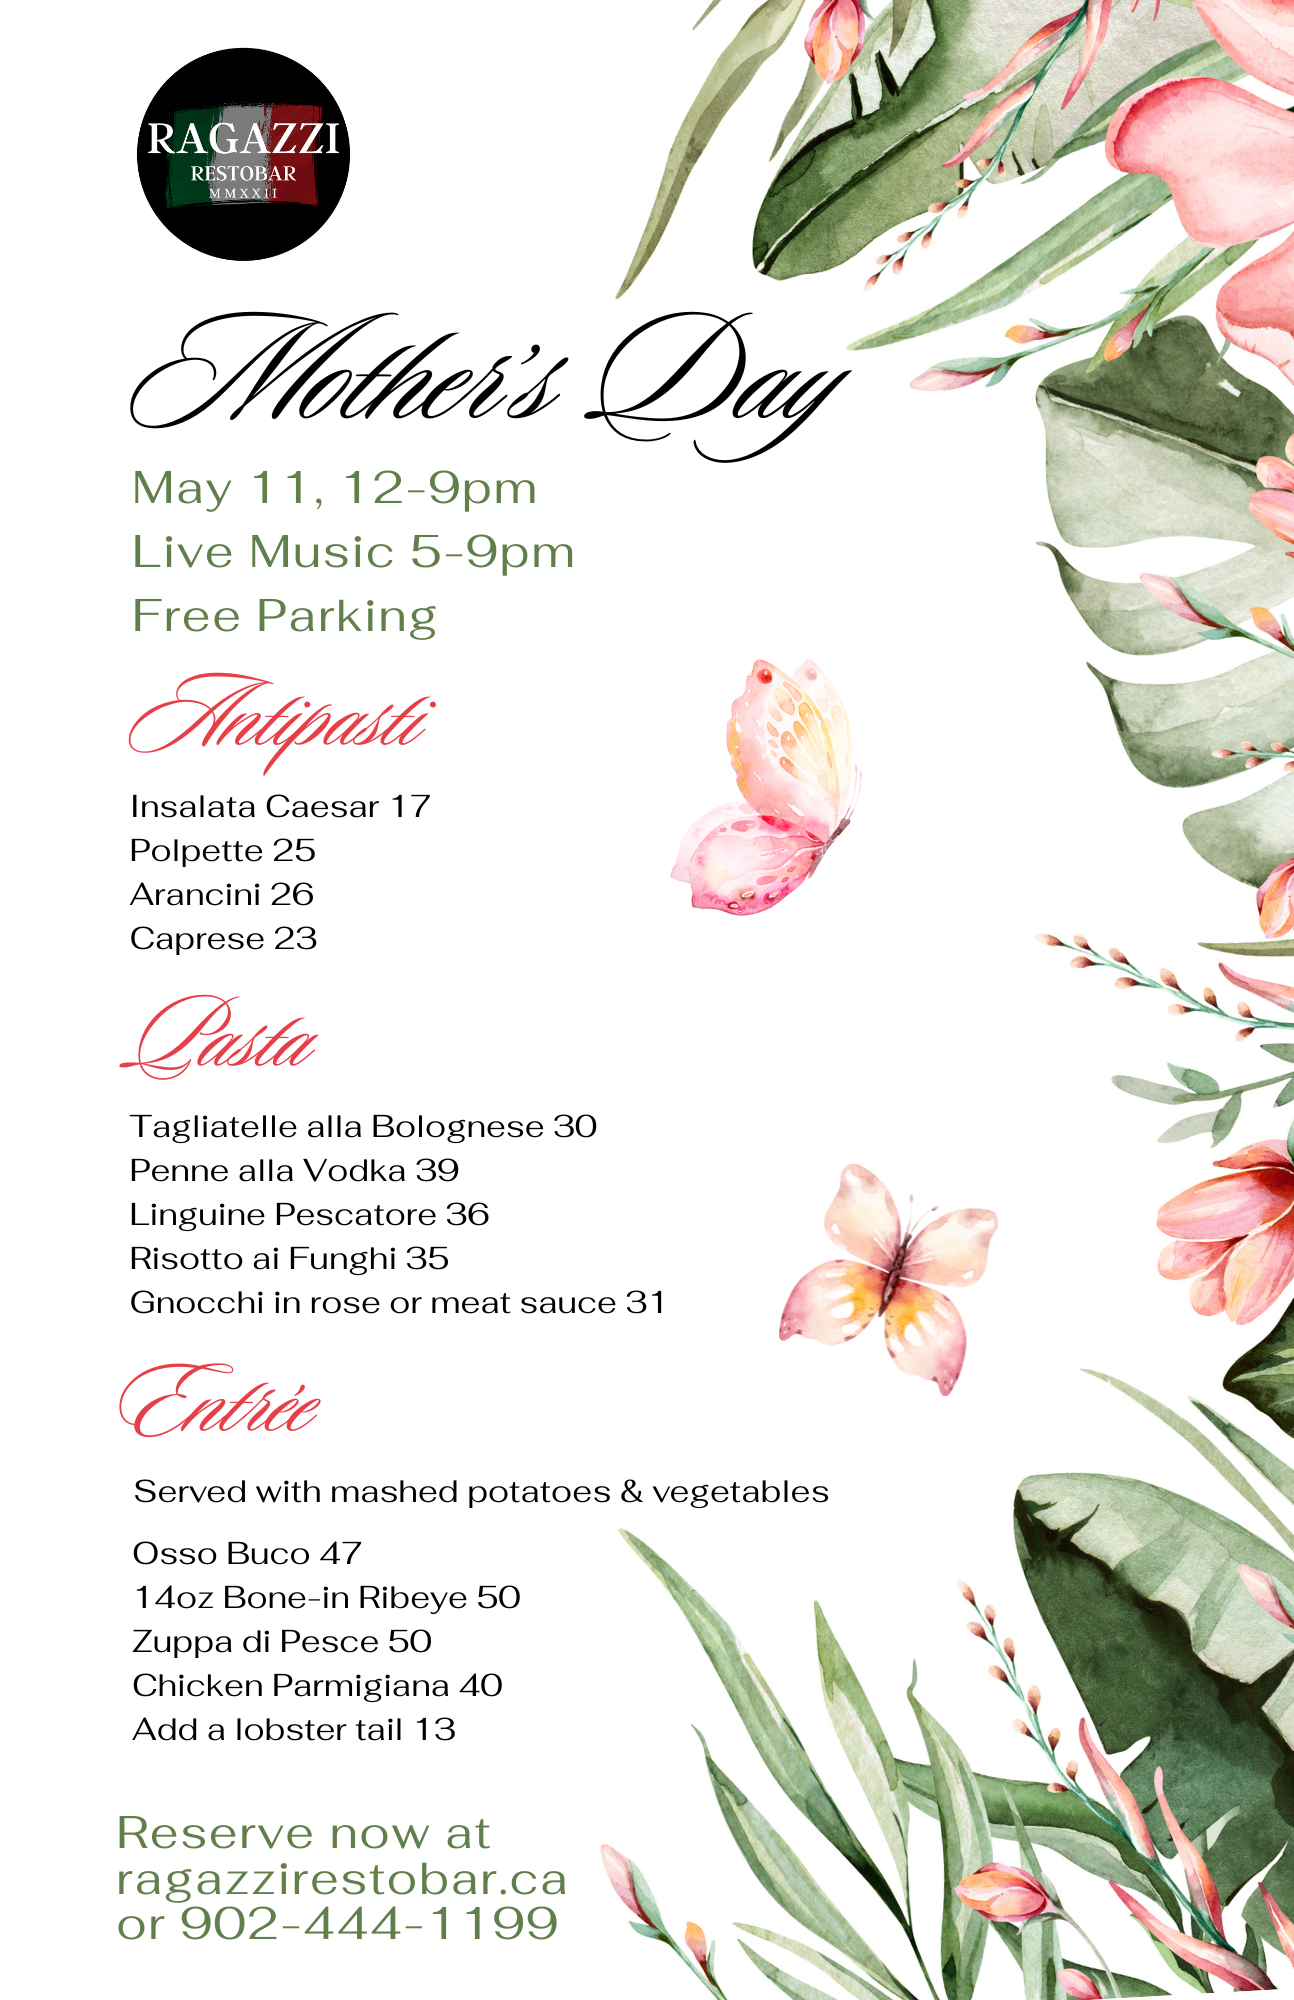 RAGAZZI
RESTOBAR
MMXXII
Mother's Day
May 11, 12-9pm
Live Music 5-9pm
Free Parking
Antipasti
Insalata Caesar 17
Polpette 25
Arancini 26
Caprese 23
Pasta
Tagliatelle alla Bolognese 30
Penne alla Vodka 39
Linguine Pescatore 36
Risotto ai Funghi 35
Gnocchi in rose or meat sauce 31
Entrée
Served with mashed potatoes & vegetables
Osso Buco 47
14oz Bone-in Ribeye 50
Zuppa di Pesce 50
Chicken Parmigiana 40
Add a lobster tail 13
Reserve now at
ragazzirestobar.ca
or 902-444-1199